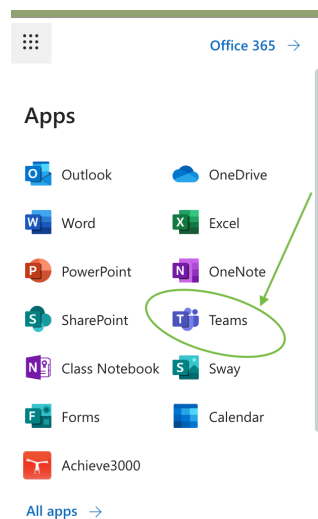 Office 365 →
Apps
Outlook OneDrive
Word Excel
PowerPoint OneNote
SharePoint Teams
Class Notebook Sway
Forms Calendar
Achieve3000
All apps →